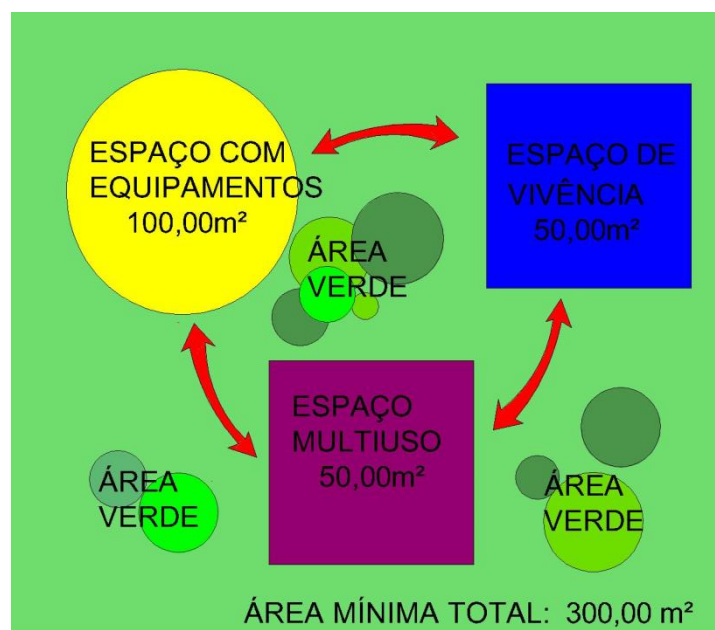 ESPAÇO COM
EQUIPAMENTOS
100,00m²
ESPAÇO DE
VIVÊNCIA
50,00m²
ÁREA
VERDE
ESPAÇO
MULTIUSO
50,00m²
ÁREA
VERDE
ÁREA
VERDE
ÁREA MÍNIMA TOTAL: 300,00 m²